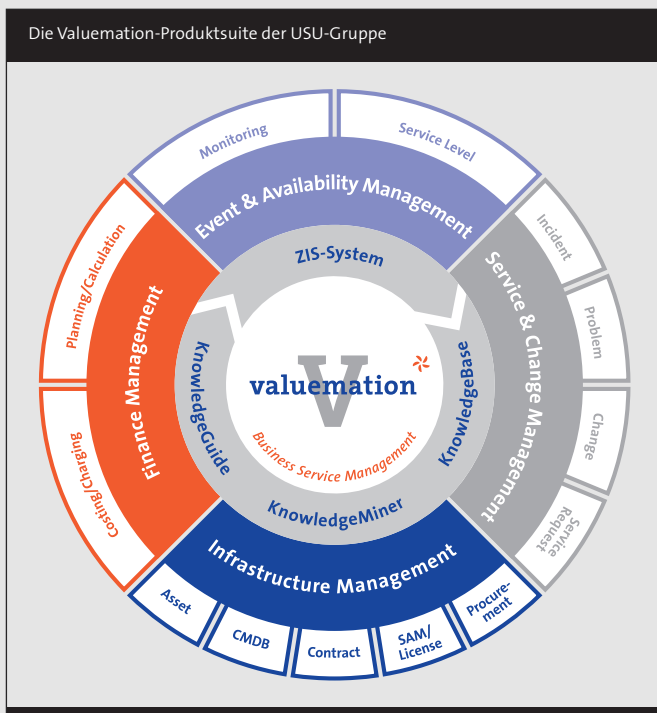 Die Valuemation-Produktsuite der USU-Gruppe
Monitoring
Service Level
Event & Availability Management
Planning/Calculation
Costing/Charging
Finance Management
Incident
Problem
Change
Service
Request
Service & Change Management
ZIS-System
KnowledgeGuide
KnowledgeBase
KnowledgeMiner
V
valuemation
Business Service Management
Infrastructure Management
Asset
CMDB
Contract
SAM/
License
Procure-
ment